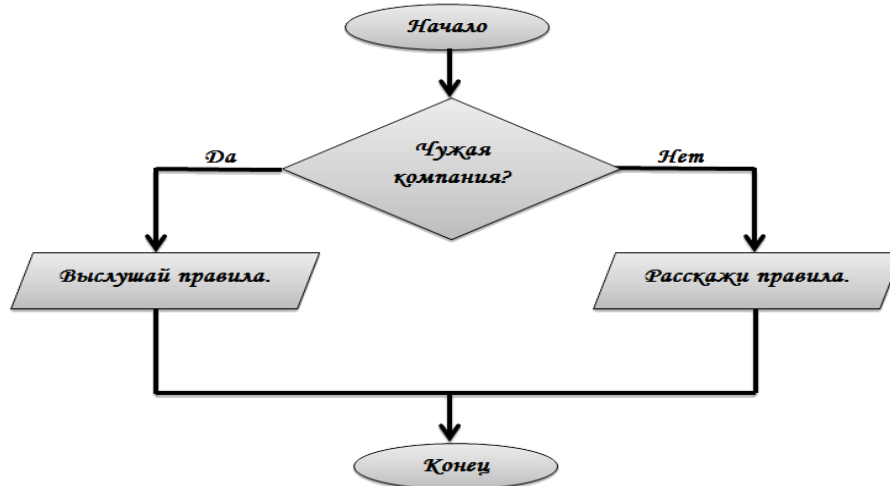 Начало
Чужая
компания?
Да
Нет
Выслушай правила.
Расскажи правила.
Конец